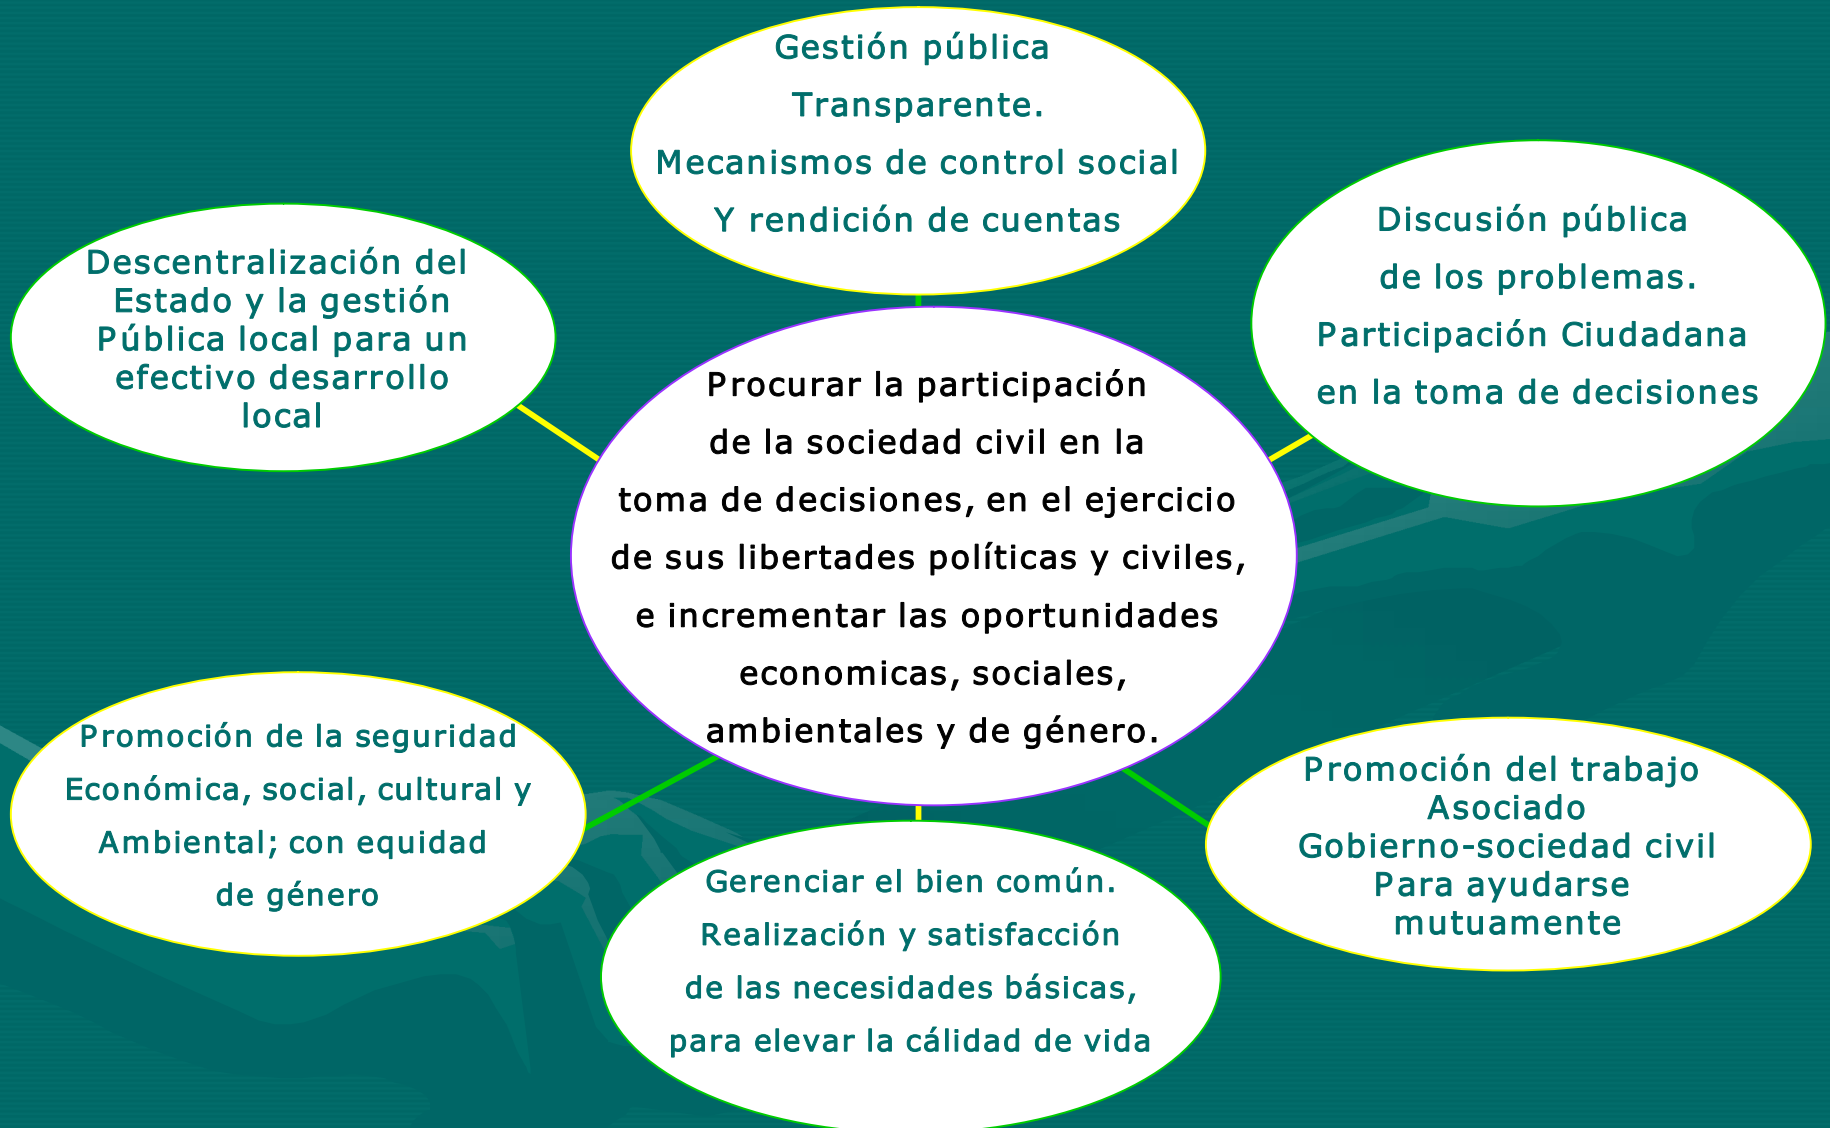 Gestión pública
Transparente.
Mecanismos de control social
Y rendición de cuentas
Discusión pública
de los problemas.
Participación Ciudadana
en la toma de decisiones
Descentralización del
Estado y la gestión
Pública local para un
efectivo desarrollo
local
Procurar la participación
de la sociedad civil en la
toma de decisiones, en el ejercicio
de sus libertades políticas y civiles,
e incrementar las oportunidades
economicas, sociales,
ambientales y de género.
Promoción de la seguridad
Económica, social, cultural y
Ambiental; con equidad
de género
Promoción del trabajo
Asociado
Gobierno-sociedad civil
Para ayudarse
mutuamente
Gerenciar el bien común.
Realización y satisfacción
de las necesidades básicas,
para elevar la cálidad de vida